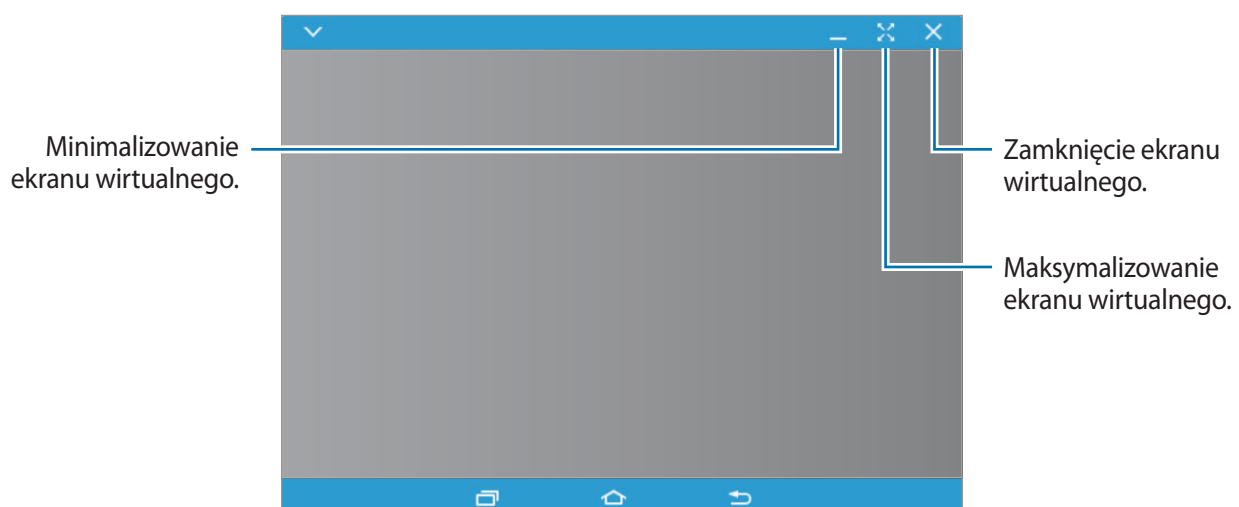 Minimalizowanie
ekranu wirtualnego.
Zamknięcie ekranu
wirtualnego.
Maksymalizowanie
ekranu wirtualnego.